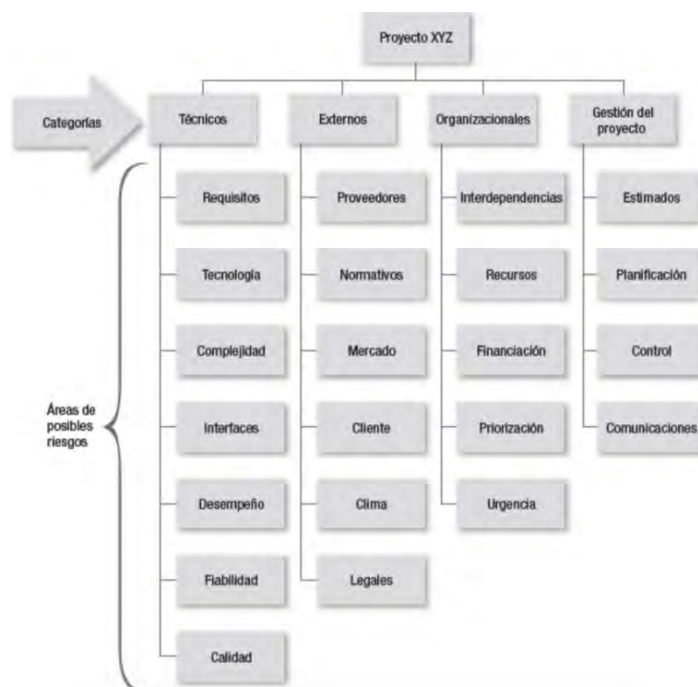 Proyecto XYZ
Categorías
Técnicos
Externos
Organizacionales
Gestión del
proyecto
Requisitos
Proveedores
Interdependencias
Estimados
Tecnología
Normativos
Recursos
Planificación
Complejidad
Mercado
Financiación
Control
Áreas de
posibles
riesgos
Interfaces
Cliente
Priorización
Comunicaciones
Desempeño
Clima
Urgencia
Fiabilidad
Legales
Calidad